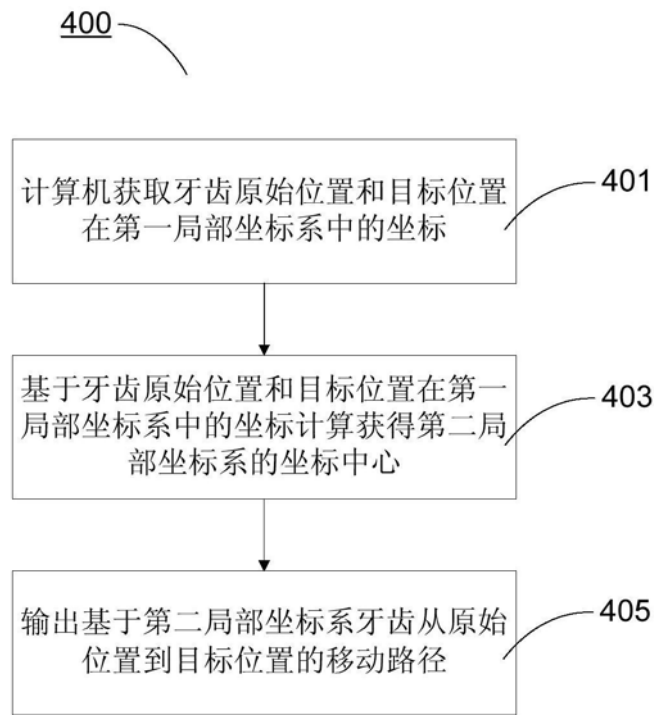 400
计算机获取牙齿原始位置和目标位置
在第一局部坐标系中的坐标
401
基于牙齿原始位置和目标位置在第一
局部坐标系中的坐标计算获得第二局
部坐标系的坐标中心
403
输出基于第二局部坐标系牙齿从原始
位置到目标位置的移动路径
405